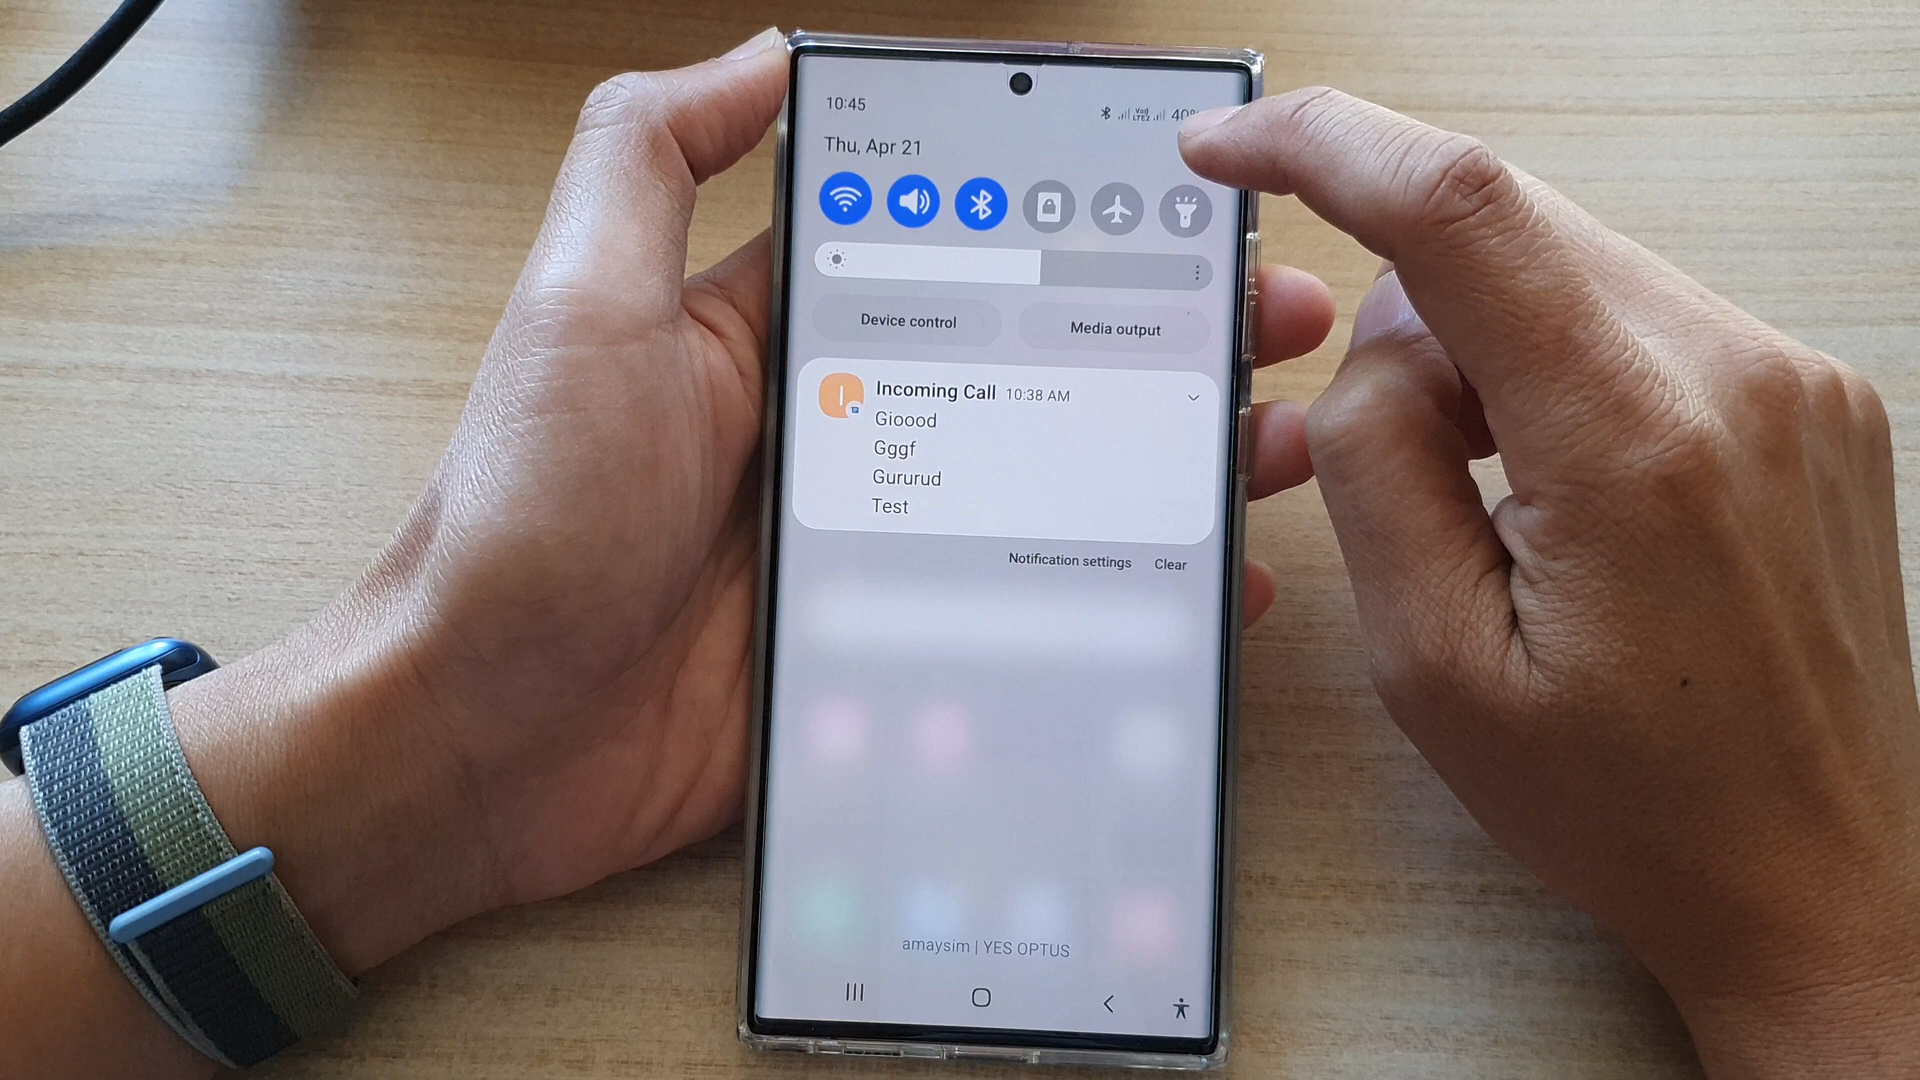 10:45
40%
Thu, Apr 21
Device control
Media output
Incoming Call 10:38 AM
Gioood
Gggf
Gururud
Test
Notification settings Clear
amaysim | YES OPTUS